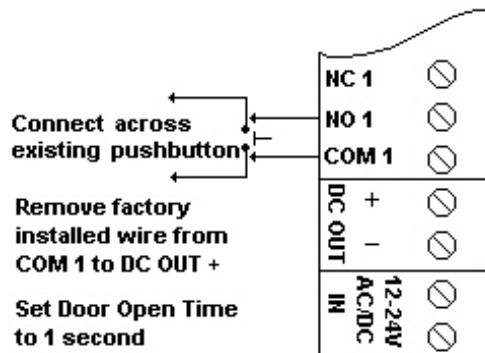 NC 1
NO 1
COM 1
Connect across
existing pushbutton
Remove factory
installed wire from
COM 1 to DC OUT +
Set Door Open Time
to 1 second
DC OUT
+
−
12-24V
AC/DC
IN